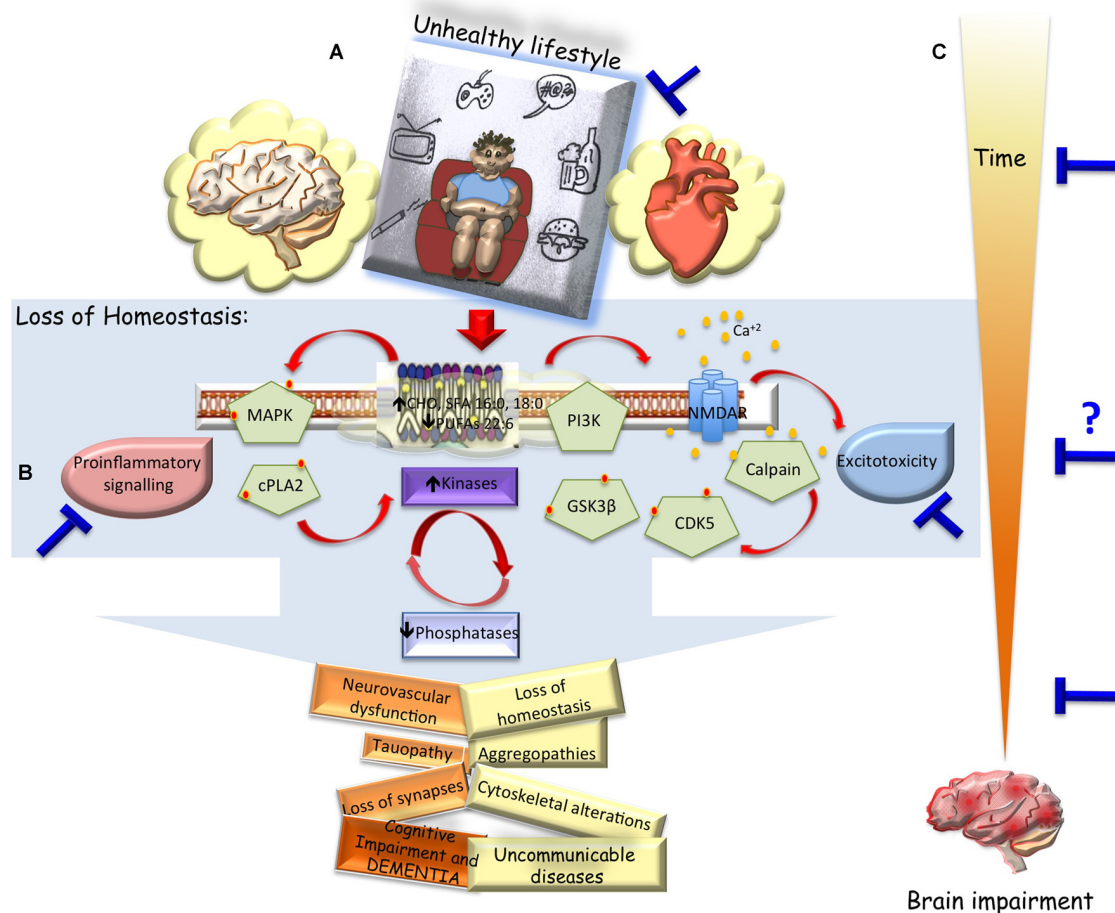 A
Unhealthy lifestyle
#@?!
C
Time
Loss of Homeostasis:
Ca+2
MAPK
↑CHO, SFA 16:0, 18:0
↓PUFAs 22:6
PI3K
NMDAR
?
B
Proinflammatory
signalling
cPLA2
↑Kinases
GSK3β
CDK5
Calpain
Excitotoxicity
↓Phosphatases
Neurovascular
dysfunction
Loss of
homeostasis
Tauopathy
Aggregopathies
Loss of synapses
Cytoskeletal alterations
Cognitive
Impairment and
DEMENTIA
Uncommunicable
diseases
Brain impairment